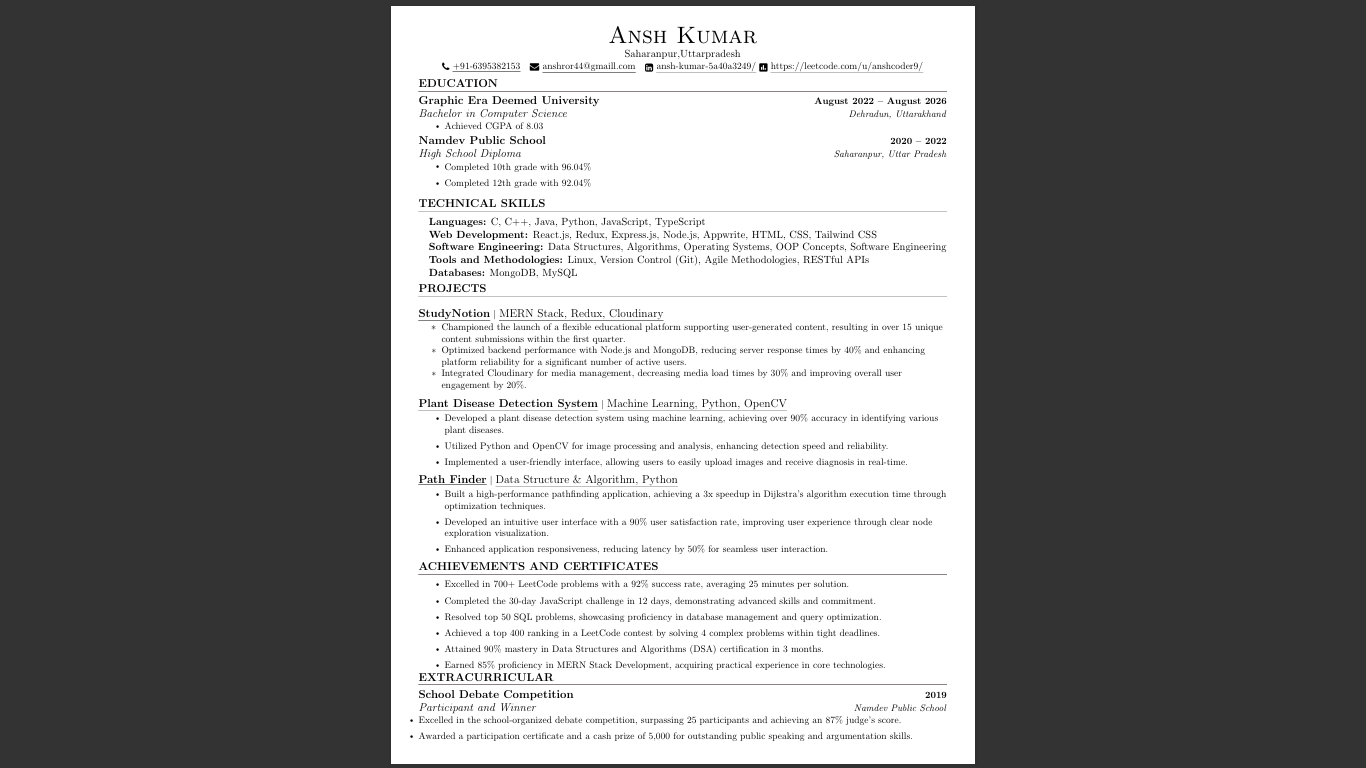 Ansh Kumar
Saharanpur,Uttarpradesh
+91-6395382153 anshror44@gmaill.com ansh-kumar-5a40a3249/ https://leetcode.com/u/anshcoder9/
EDUCATION
Graphic Era Deemed University August 2022 – August 2026
Bachelor in Computer Science Dehradun, Uttarakhand
• Achieved CGPA of 8.03
Namdev Public School 2020 – 2022
High School Diploma Saharanpur, Uttar Pradesh
• Completed 10th grade with 96.04%
• Completed 12th grade with 92.04%
TECHNICAL SKILLS
Languages: C, C++, Java, Python, JavaScript, TypeScript
Web Development: React.js, Redux, Express.js, Node.js, Appwrite, HTML, CSS, Tailwind CSS
Software Engineering: Data Structures, Algorithms, Operating Systems, OOP Concepts, Software Engineering
Tools and Methodologies: Linux, Version Control (Git), Agile Methodologies, RESTful APIs
Databases: MongoDB, MySQL
PROJECTS
StudyNotion | MERN Stack, Redux, Cloudinary
∗ Championed the launch of a flexible educational platform supporting user-generated content, resulting in over 15 unique
content submissions within the first quarter.
∗ Optimized backend performance with Node.js and MongoDB, reducing server response times by 40% and enhancing
platform reliability for a significant number of active users.
∗ Integrated Cloudinary for media management, decreasing media load times by 30% and improving overall user
engagement by 20%.
Plant Disease Detection System | Machine Learning, Python, OpenCV
• Developed a plant disease detection system using machine learning, achieving over 90% accuracy in identifying various
plant diseases.
• Utilized Python and OpenCV for image processing and analysis, enhancing detection speed and reliability.
• Implemented a user-friendly interface, allowing users to easily upload images and receive diagnosis in real-time.
Path Finder | Data Structure & Algorithm, Python
• Built a high-performance pathfinding application, achieving a 3x speedup in Dijkstra's algorithm execution time through
optimization techniques.
• Developed an intuitive user interface with a 90% user satisfaction rate, improving user experience through clear node
exploration visualization.
• Enhanced application responsiveness, reducing latency by 50% for seamless user interaction.
ACHIEVEMENTS AND CERTIFICATES
• Excelled in 700+ LeetCode problems with a 92% success rate, averaging 25 minutes per solution.
• Completed the 30-day JavaScript challenge in 12 days, demonstrating advanced skills and commitment.
• Resolved top 50 SQL problems, showcasing proficiency in database management and query optimization.
• Achieved a top 400 ranking in a LeetCode contest by solving 4 complex problems within tight deadlines.
• Attained 90% mastery in Data Structures and Algorithms (DSA) certification in 3 months.
• Earned 85% proficiency in MERN Stack Development, acquiring practical experience in core technologies.
EXTRACURRICULAR
School Debate Competition 2019
Participant and Winner Namdev Public School
• Excelled in the school-organized debate competition, surpassing 25 participants and achieving an 87% judge's score.
• Awarded a participation certificate and a cash prize of 5,000 for outstanding public speaking and argumentation skills.